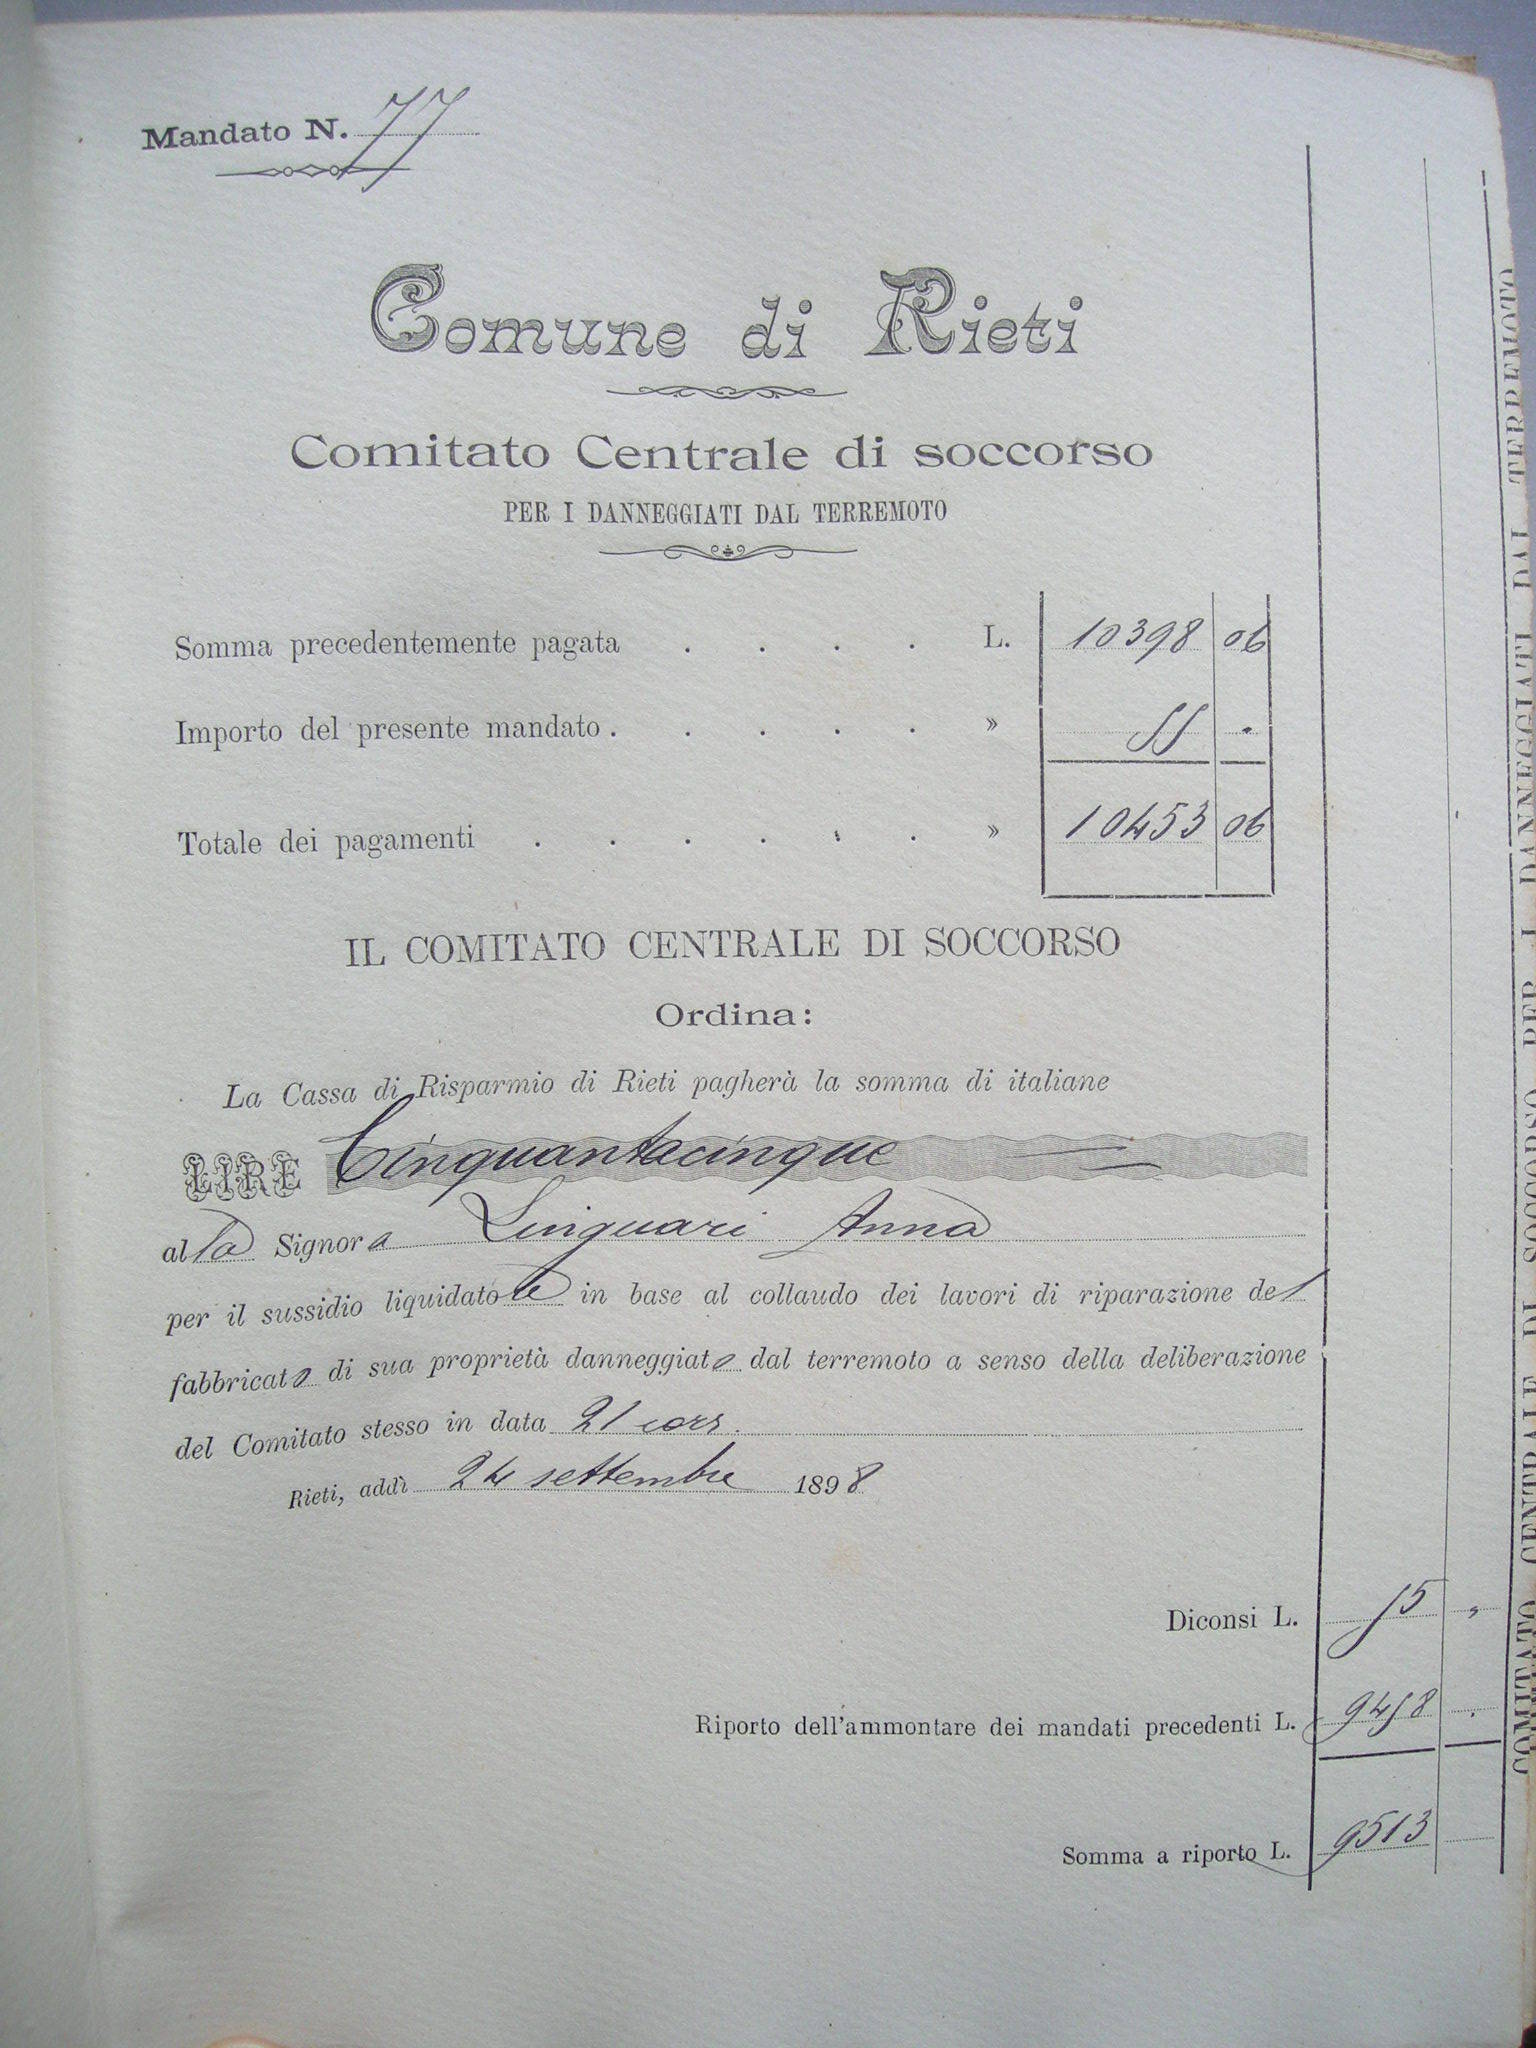 Mandato N. 77
Comune di Rieti
Comitato Centrale di soccorso
PER I DANNEGGIATI DAL TERREMOTO
Somma precedentemente pagata . . . . L. 10398 06
Importo del presente mandato . . . . . » 55 .
Totale dei pagamenti . . . . . . » 10453 06
IL COMITATO CENTRALE DI SOCCORSO
Ordina:
La Cassa di Risparmio di Rieti pagherà la somma di italiane
LIRE Cinquantacinque
alla Signora Linguari Anna
per il sussidio liquidatole in base al collaudo dei lavori di riparazione del
fabbricato di sua proprietà danneggiato dal terremoto a senso della deliberazione
del Comitato stesso in data 21 corr.
Rieti, addì 24 settembre 1898
Diconsi L. 55 "
Riporto dell'ammontare dei mandati precedenti L. 9458 .
Somma a riporto L. 9513
COMITATO CENTRALE DI SOCCORSO PER I DANNEGGIATI DAL TERREMOTO